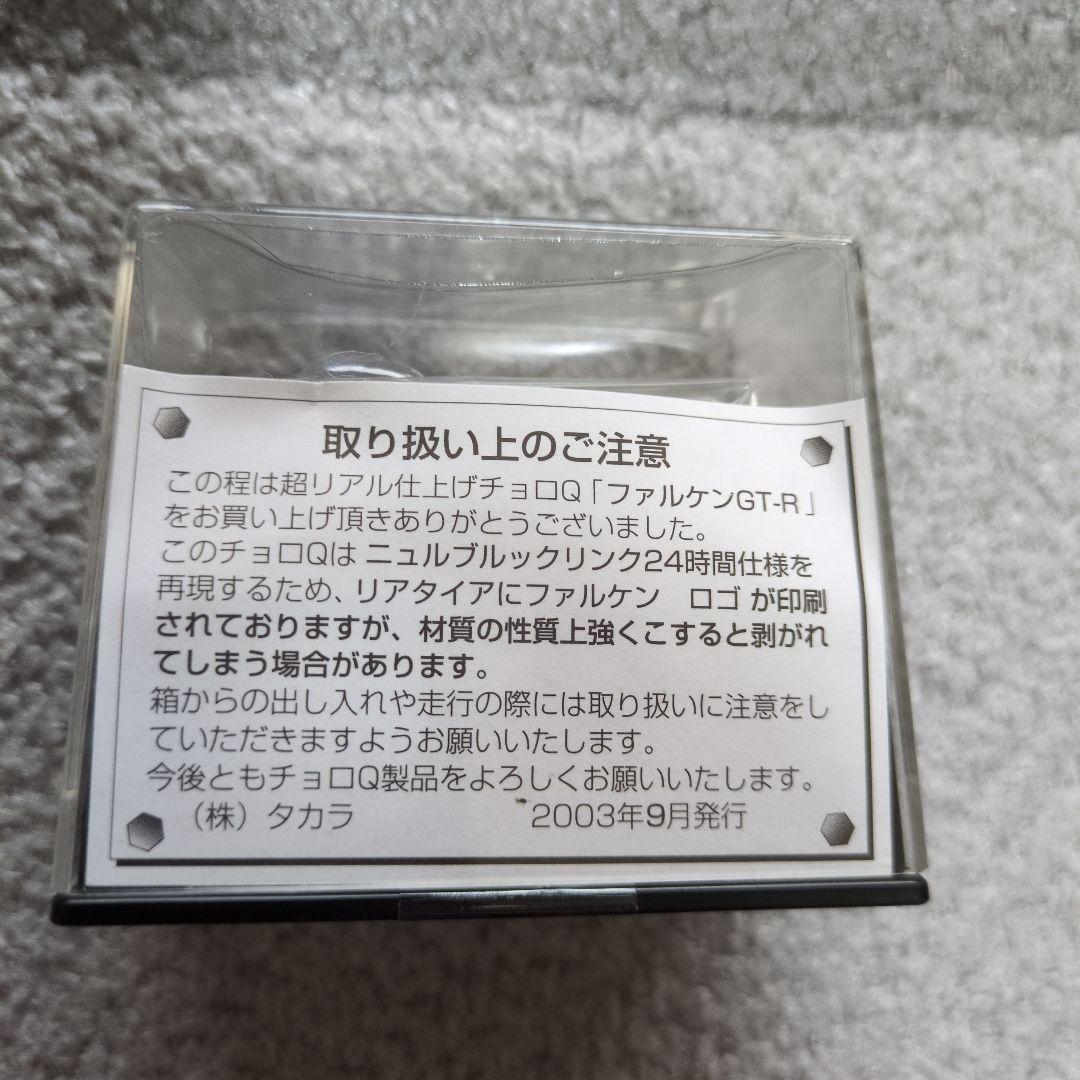 取り扱い上のご注意
この程は超リアル仕上げチョロQ「ファルケンGT-R」
をお買い上げ頂きありがとうございました。
このチョロQは ニュルブルックリンク24時間仕様を
再現するため、リアタイアにファルケン　ロゴ が印刷
されておりますが、材質の性質上強くこすると剥がれ
てしまう場合があります。
箱からの出し入れや走行の際には取り扱いに注意をし
ていただきますようお願いいたします。
今後ともチョロQ製品をよろしくお願いいたします。
（株）タカラ　2003年9月発行